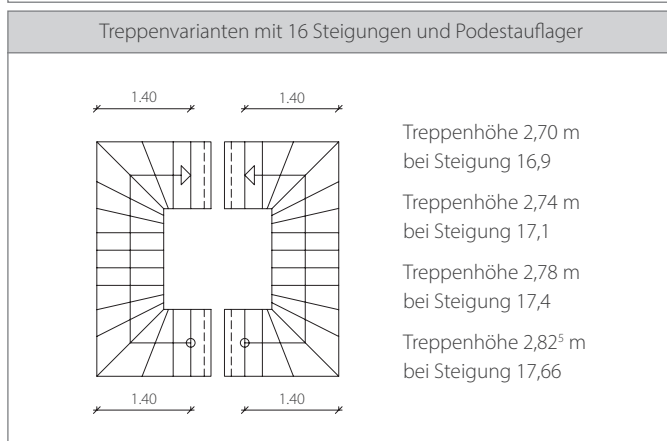 Treppenvarianten mit 16 Steigungen und Podestauflager
1.40 1.40
Treppenhöhe 2,70 m
bei Steigung 16,9
Treppenhöhe 2,74 m
bei Steigung 17,1
Treppenhöhe 2,78 m
bei Steigung 17,4
Treppenhöhe 2,82⁵ m
bei Steigung 17,66
1.40 1.40